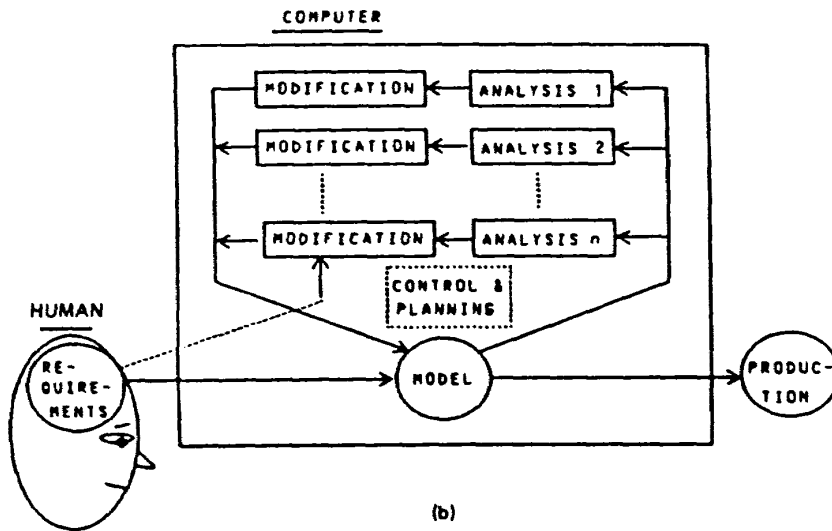 COMPUTER
MODIFICATION
ANALYSIS 1
MODIFICATION
ANALYSIS 2
MODIFICATION
ANALYSIS n
CONTROL &
PLANNING
HUMAN
RE-
QUIRE-
MENTS
MODEL
PRODUC-
TION
(b)